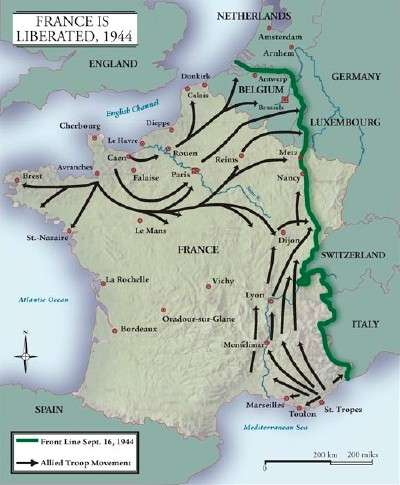 FRANCE IS
LIBERATED, 1944
NETHERLANDS
Amsterdam
Arnhem
ENGLAND
GERMANY
Dunkirk
Antwerp
BELGIUM
Calais
Brussels
English Channel
LUXEMBOURG
Dieppe
Cherbourg
Le Havre
Rouen
Caen
Reims
Metz
Avranches
Falaise
Paris
Nancy
Brest
St.-Nazaire
Le Mans
Dijon
FRANCE
SWITZERLAND
La Rochelle
Vichy
Lyon
Atlantic Ocean
Oradour-sur-Glane
ITALY
Bordeaux
Montélimar
N
Marseilles
St. Tropes
Toulon
SPAIN
Mediterranean Sea
Front Line Sept. 16, 1944
Allied Troop Movement
200 km 200 miles